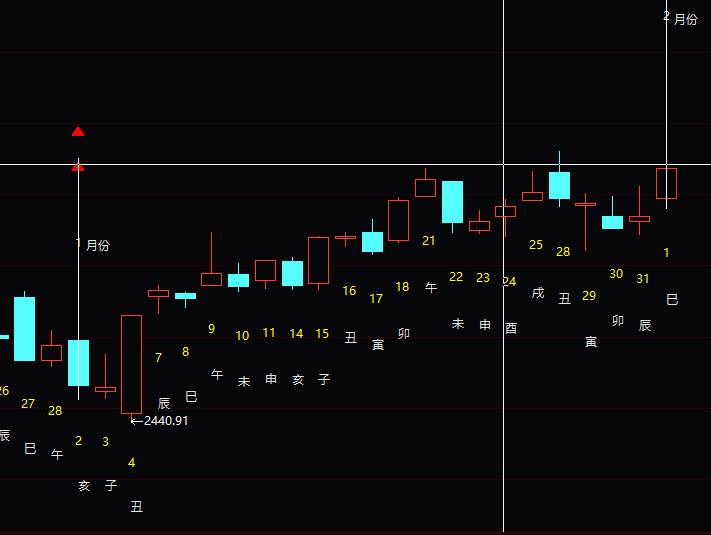 2 月份
1 月份
21
25
28
1
16
17
18
午
22
23
24
戌
丑
29
30
31
巳
9
10
11
14
15
丑
寅
卯
未
申
酉
寅
卯
辰
7
8
午
未
申
亥
子
26
27
28
辰
巳
←2440.91
辰
巳
午
2
3
4
亥
子
丑